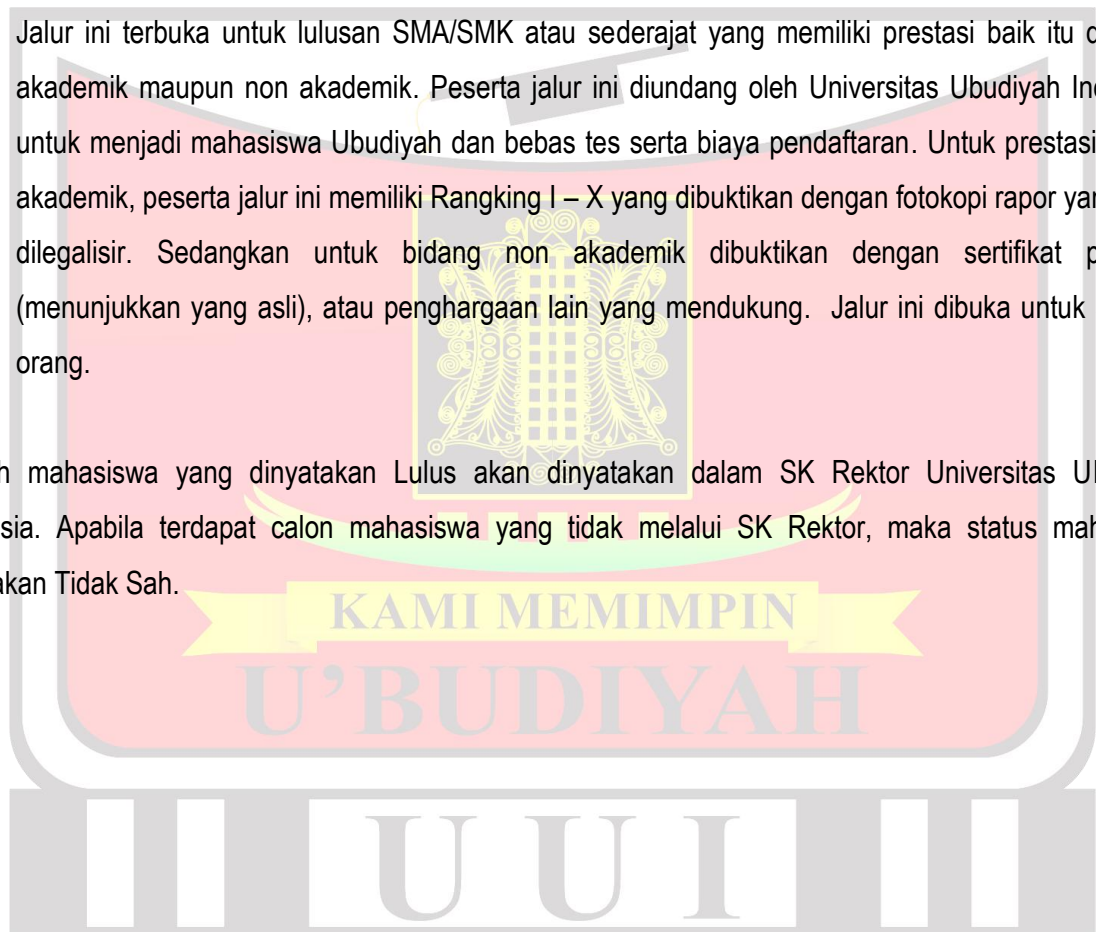 Jalur ini terbuka untuk lulusan SMA/SMK atau sederajat yang memiliki prestasi baik itu
akademik maupun non akademik. Peserta jalur ini diundang oleh Universitas Ubudiyah
untuk menjadi mahasiswa Ubudiyah dan bebas tes serta biaya pendaftaran. Untuk prestasi
akademik, peserta jalur ini memiliki Rangking I – X yang dibuktikan dengan fotokopi rapor
dilegalisir. Sedangkan untuk bidang non akademik dibuktikan dengan sertifikat
(menunjukkan yang asli), atau penghargaan lain yang mendukung. Jalur ini dibuka untuk
orang.
mahasiswa yang dinyatakan Lulus akan dinyatakan dalam SK Rektor Universitas
Apabila terdapat calon mahasiswa yang tidak melalui SK Rektor, maka status
Tidak Sah.
KAMI MEMIMPIN
U'BUDIYAH
U U I